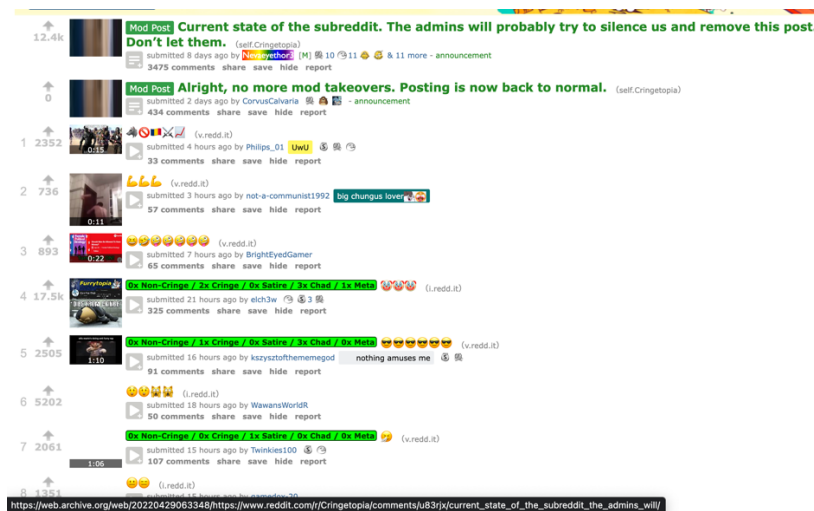 12.4k
Mod Post Current state of the subreddit. The admins will probably try to silence us and remove this post.
Don't let them. (self.Cringetopia)
submitted 8 days ago by [M] 10 11 & 11 more - announcement
3475 comments share save hide report
0
Mod Post Alright, no more mod takeovers. Posting is now back to normal. (self.Cringetopia)
submitted 2 days ago by CorvusCalvaria - announcement
434 comments share save hide report
1 2352
0:15
🚫🇧🇪⚔️📈 (v.redd.it)
submitted 4 hours ago by Philips_01 UwU
33 comments share save hide report
2 736
0:11
💪💪💪 (v.redd.it)
submitted 3 hours ago by not-a-communist1992 big chungus lover
57 comments share save hide report
3 893
0:22
(v.redd.it)
submitted 7 hours ago by BrightEyedGamer
65 comments share save hide report
4 17.5k
Furrytopia
0x Non-Cringe / 2x Cringe / 0x Satire / 3x Chad / 1x Meta 🤡🤡🤡 (i.redd.it)
submitted 21 hours ago by elch3w 3
325 comments share save hide report
5 2505
1:10
0x Non-Cringe / 1x Cringe / 0x Satire / 3x Chad / 0x Meta 😎😎😎😎😎😎 (v.redd.it)
submitted 16 hours ago by kszysztofthememegod nothing amuses me
91 comments share save hide report
6 5202
(i.redd.it)
submitted 18 hours ago by WawansWorldR
50 comments share save hide report
7 2061
1:06
0x Non-Cringe / 0x Cringe / 1x Satire / 0x Chad / 0x Meta (v.redd.it)
submitted 15 hours ago by Twinkies100
107 comments share save hide report
8 1351
😑😑 (i.redd.it)
https://web.archive.org/web/20220429063348/https://www.reddit.com/r/Cringetopia/comments/u83rjx/current_state_of_the_subreddit_the_admins_will/